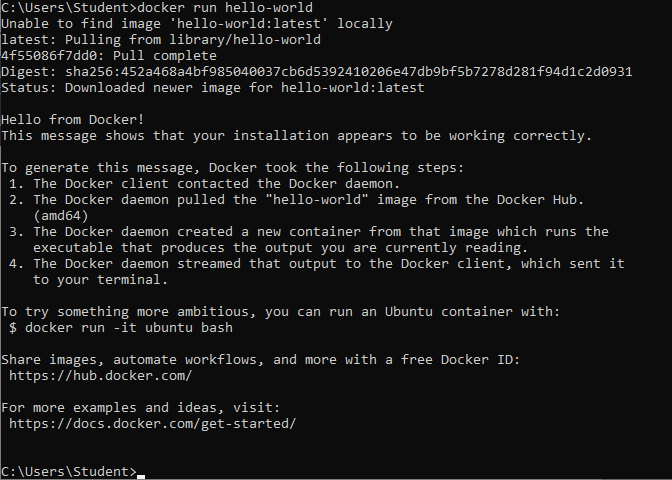 C:\Users\Student>docker run hello-world
Unable to find image 'hello-world:latest' locally
latest: Pulling from library/hello-world
4f55086f7dd0: Pull complete
Digest: sha256:452a468a4bf985040037cb6d5392410206e47db9bf5b7278d281f94d1c2d0931
Status: Downloaded newer image for hello-world:latest

Hello from Docker!
This message shows that your installation appears to be working correctly.

To generate this message, Docker took the following steps:
 1. The Docker client contacted the Docker daemon.
 2. The Docker daemon pulled the "hello-world" image from the Docker Hub.
    (amd64)
 3. The Docker daemon created a new container from that image which runs the
    executable that produces the output you are currently reading.
 4. The Docker daemon streamed that output to the Docker client, which sent it
    to your terminal.

To try something more ambitious, you can run an Ubuntu container with:
 $ docker run -it ubuntu bash

Share images, automate workflows, and more with a free Docker ID:
 https://hub.docker.com/

For more examples and ideas, visit:
 https://docs.docker.com/get-started/

C:\Users\Student>